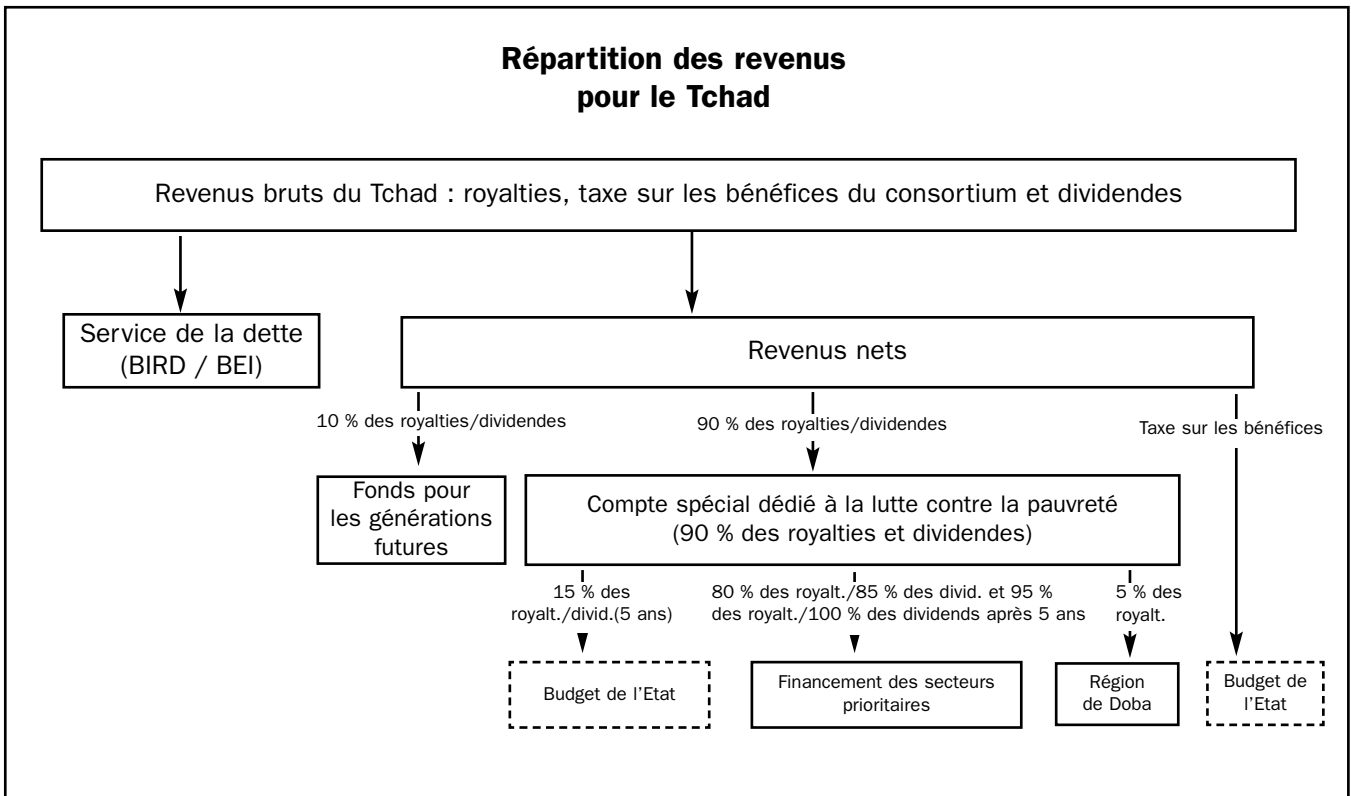 Répartition des revenus
pour le Tchad
Revenus bruts du Tchad : royalties, taxe sur les bénéfices du consortium et dividendes
Service de la dette
(BIRD / BEI)
Revenus nets
10 % des royalties/dividendes
90 % des royalties/dividendes
Taxe sur les bénéfices
Fonds pour
les générations
futures
Compte spécial dédié à la lutte contre la pauvreté
(90 % des royalties et dividendes)
15 % des
royalt./divid.(5 ans)
80 % des royalt./85 % des divid. et 95 %
des royalt./100 % des dividends après 5 ans
5 % des
royalt.
Budget de l'Etat
Financement des secteurs
prioritaires
Région
de Doba
Budget de
l'Etat